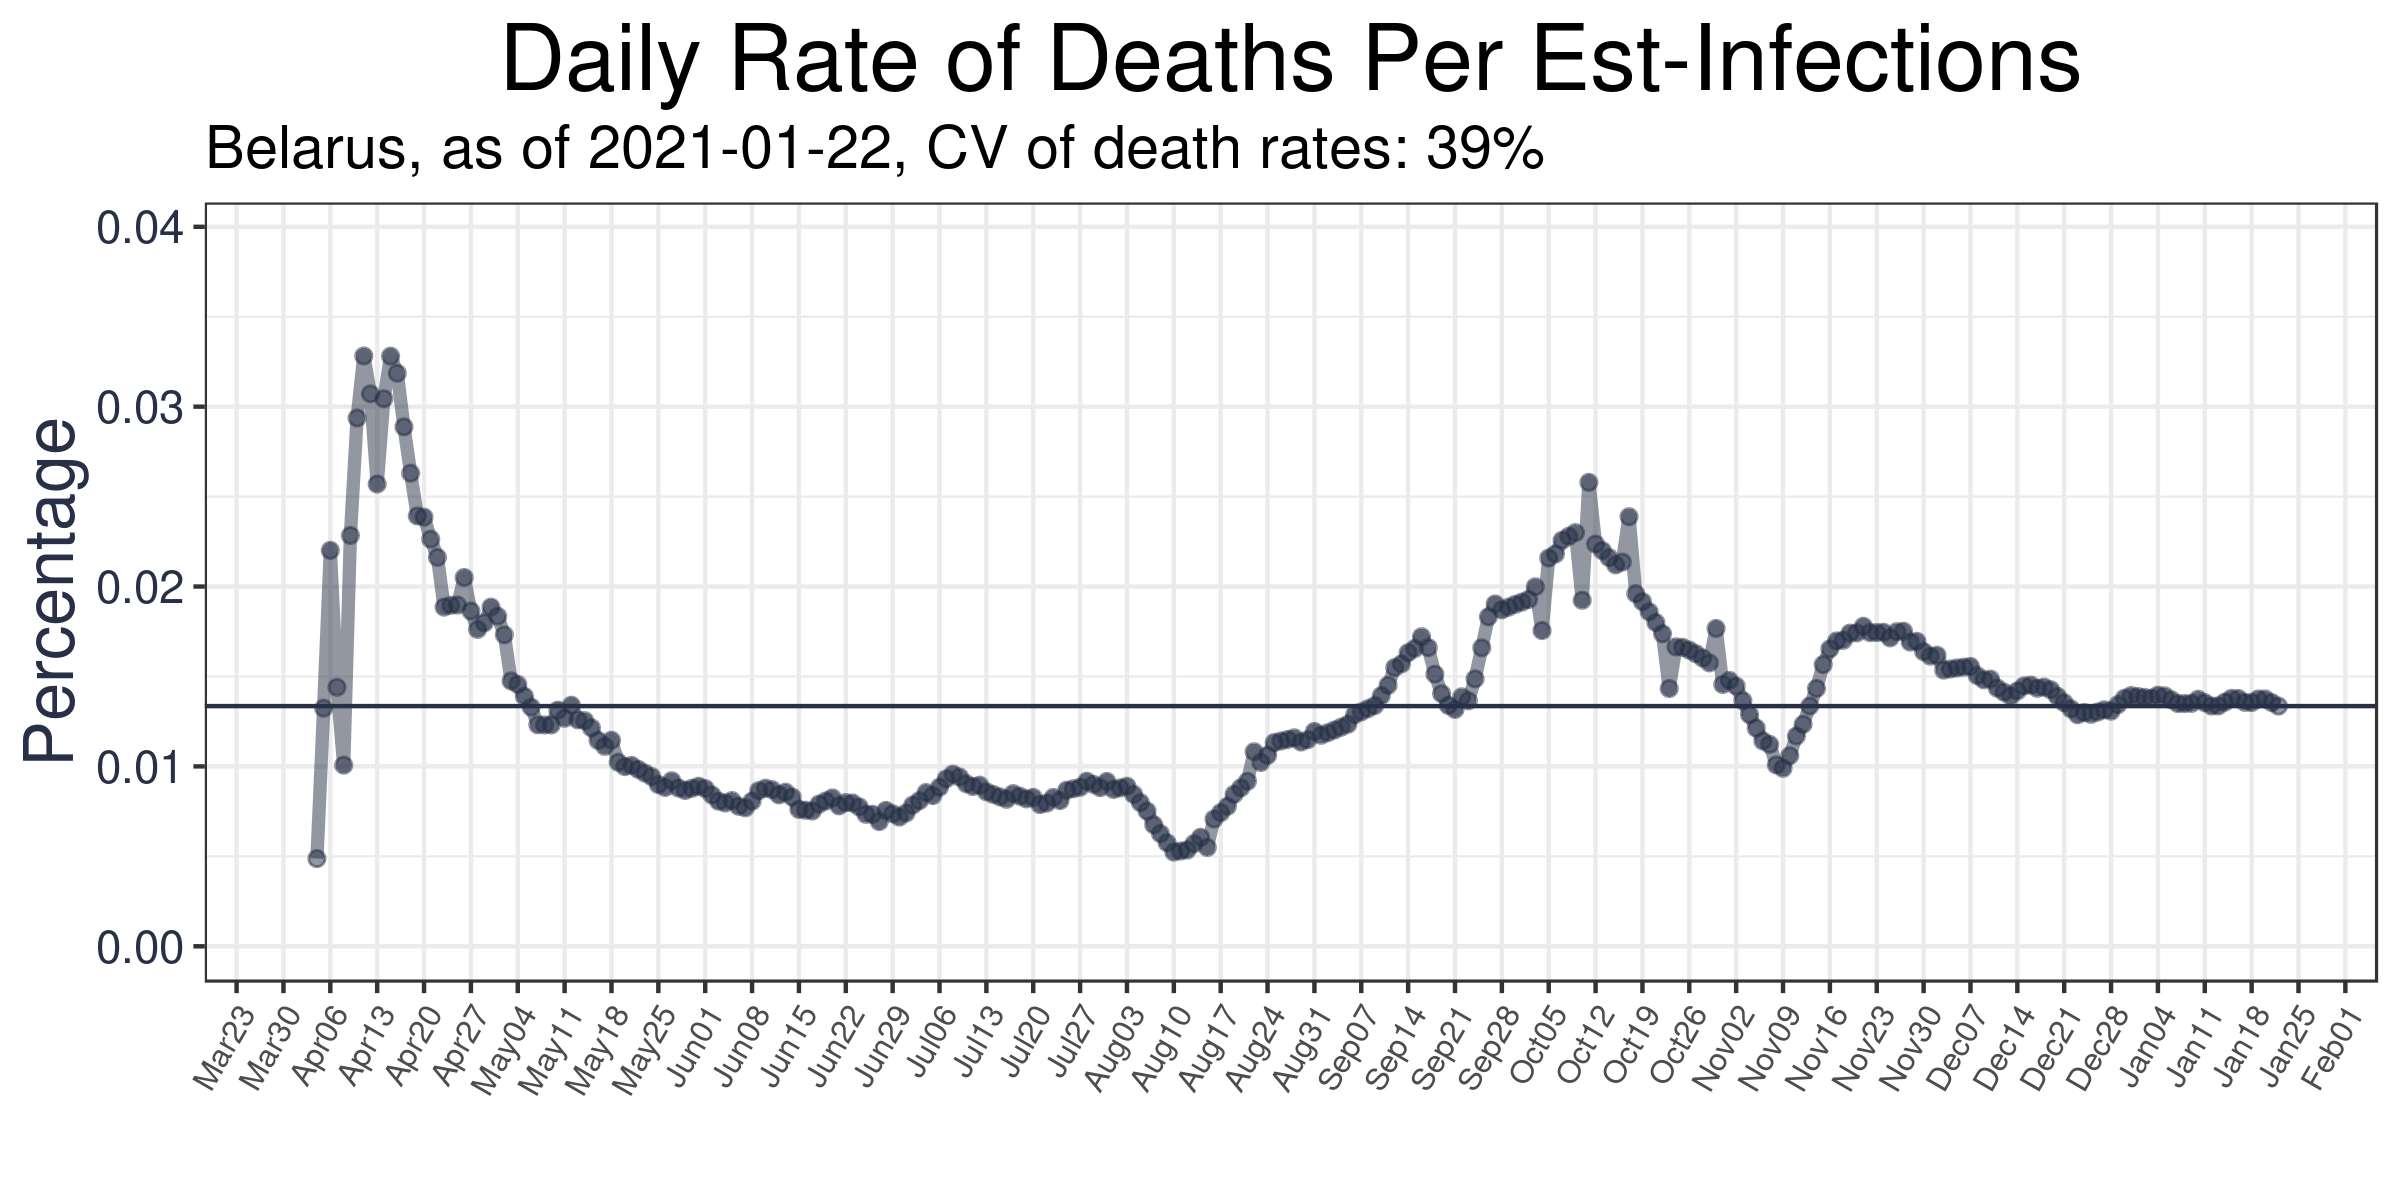 Daily Rate of Deaths Per Est-Infections
Belarus, as of 2021-01-22, CV of death rates: 39%
Percentage
0.04
0.03
0.02
0.01
0.00
Mar23
Mar30
Apr06
Apr13
Apr20
Apr27
May04
May11
May18
May25
Jun01
Jun08
Jun15
Jun22
Jun29
Jul06
Jul13
Jul20
Jul27
Aug03
Aug10
Aug17
Aug24
Aug31
Sep07
Sep14
Sep21
Sep28
Oct05
Oct12
Oct19
Oct26
Nov02
Nov09
Nov16
Nov23
Nov30
Dec07
Dec14
Dec21
Dec28
Jan04
Jan11
Jan18
Jan25
Feb01